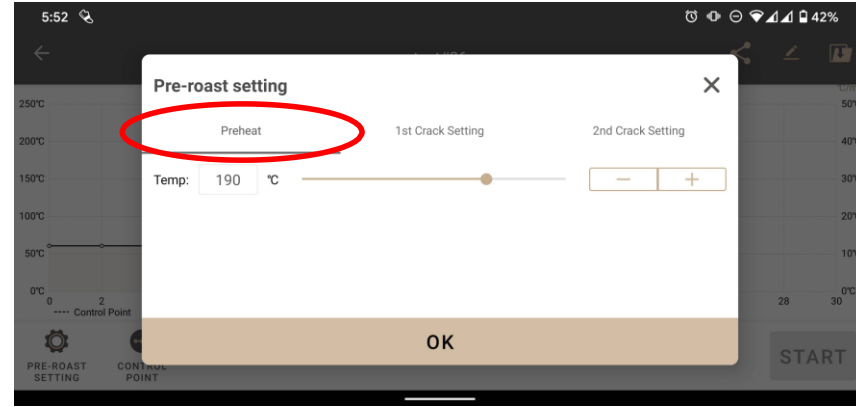 5:52 42%
Pre-roast setting
Preheat 1st Crack Setting 2nd Crack Setting
Temp: 190 ℃
OK
250℃
200℃ 40
150℃ 30
100℃ 20
50℃ 10
0℃ 0℃
0 2 28 30
---- Control Point
PRE-ROAST SETTING
CONTROL POINT
START